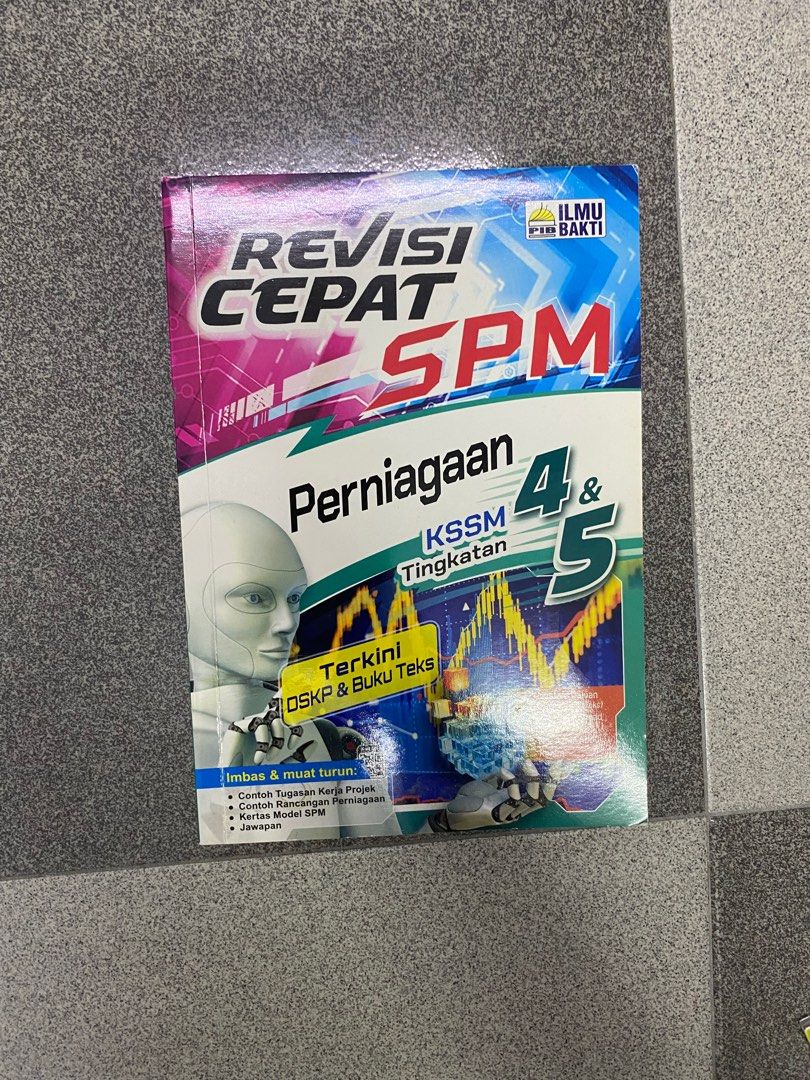 REVISI
CEPAT
SPM
PIB
ILMU
BAKTI
Perniagaan
4 & 5
KSSM
Tingkatan
Terkini
DSKP & Buku Teks
Imbas & muat turun:
• Contoh Tugasan Kerja Projek
• Contoh Rancangan Perniagaan
• Kertas Model SPM
• Jawapan